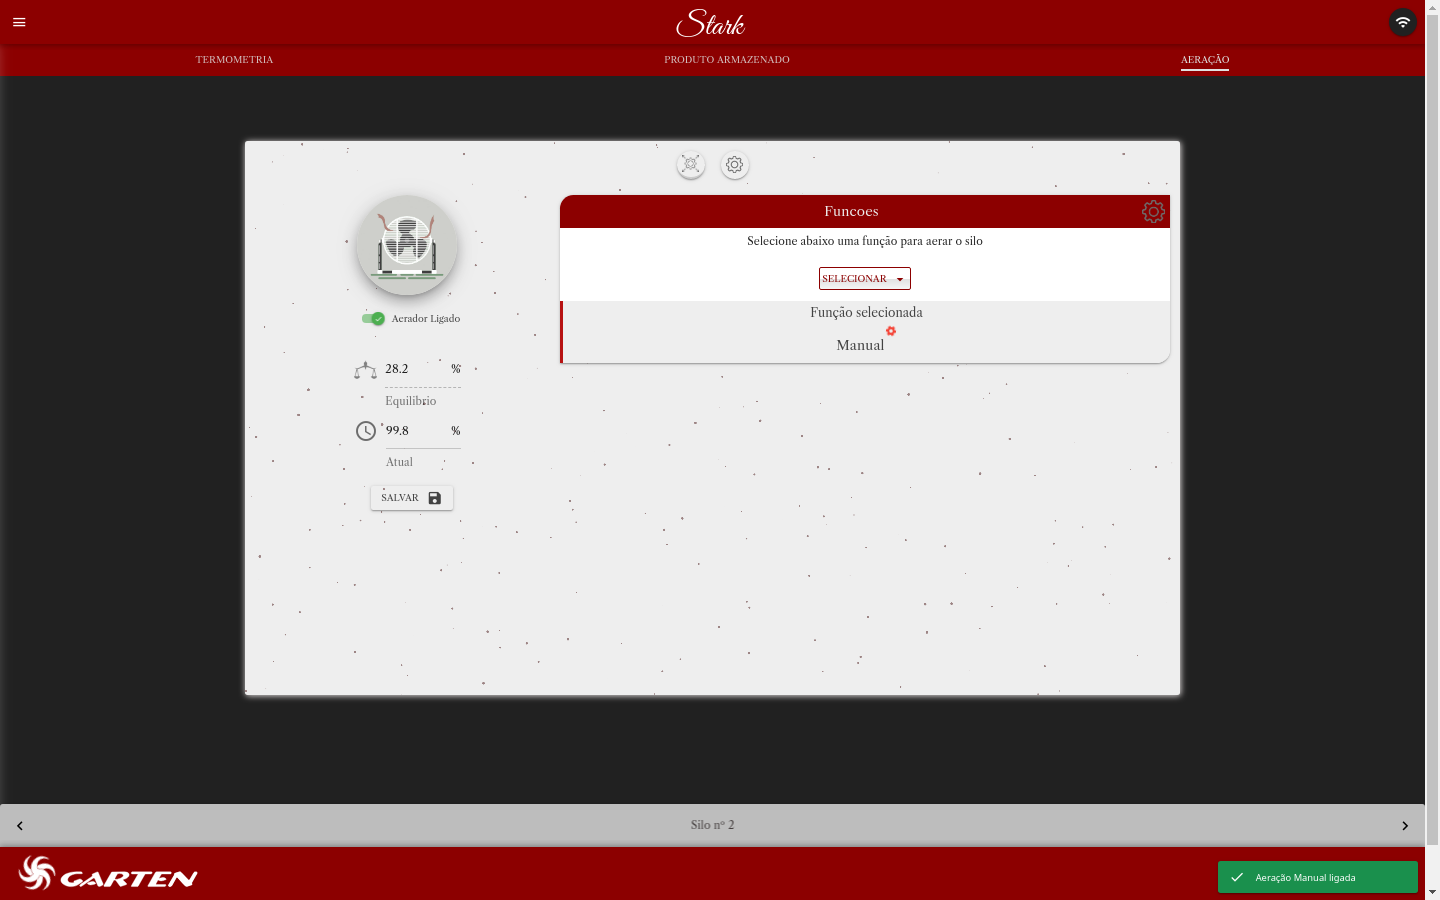 Stark
TERMOMETRIA
PRODUTO ARMAZENADO
AERAÇÃO
Funcoes
Selecione abaixo uma função para aerar o silo
SELECIONAR
Função selecionada
Manual
Aerador Ligado
28.2 %
Equilíbrio
99.8 %
Atual
SALVAR
Silo nº 2
GARTEN
Aeração Manual ligada